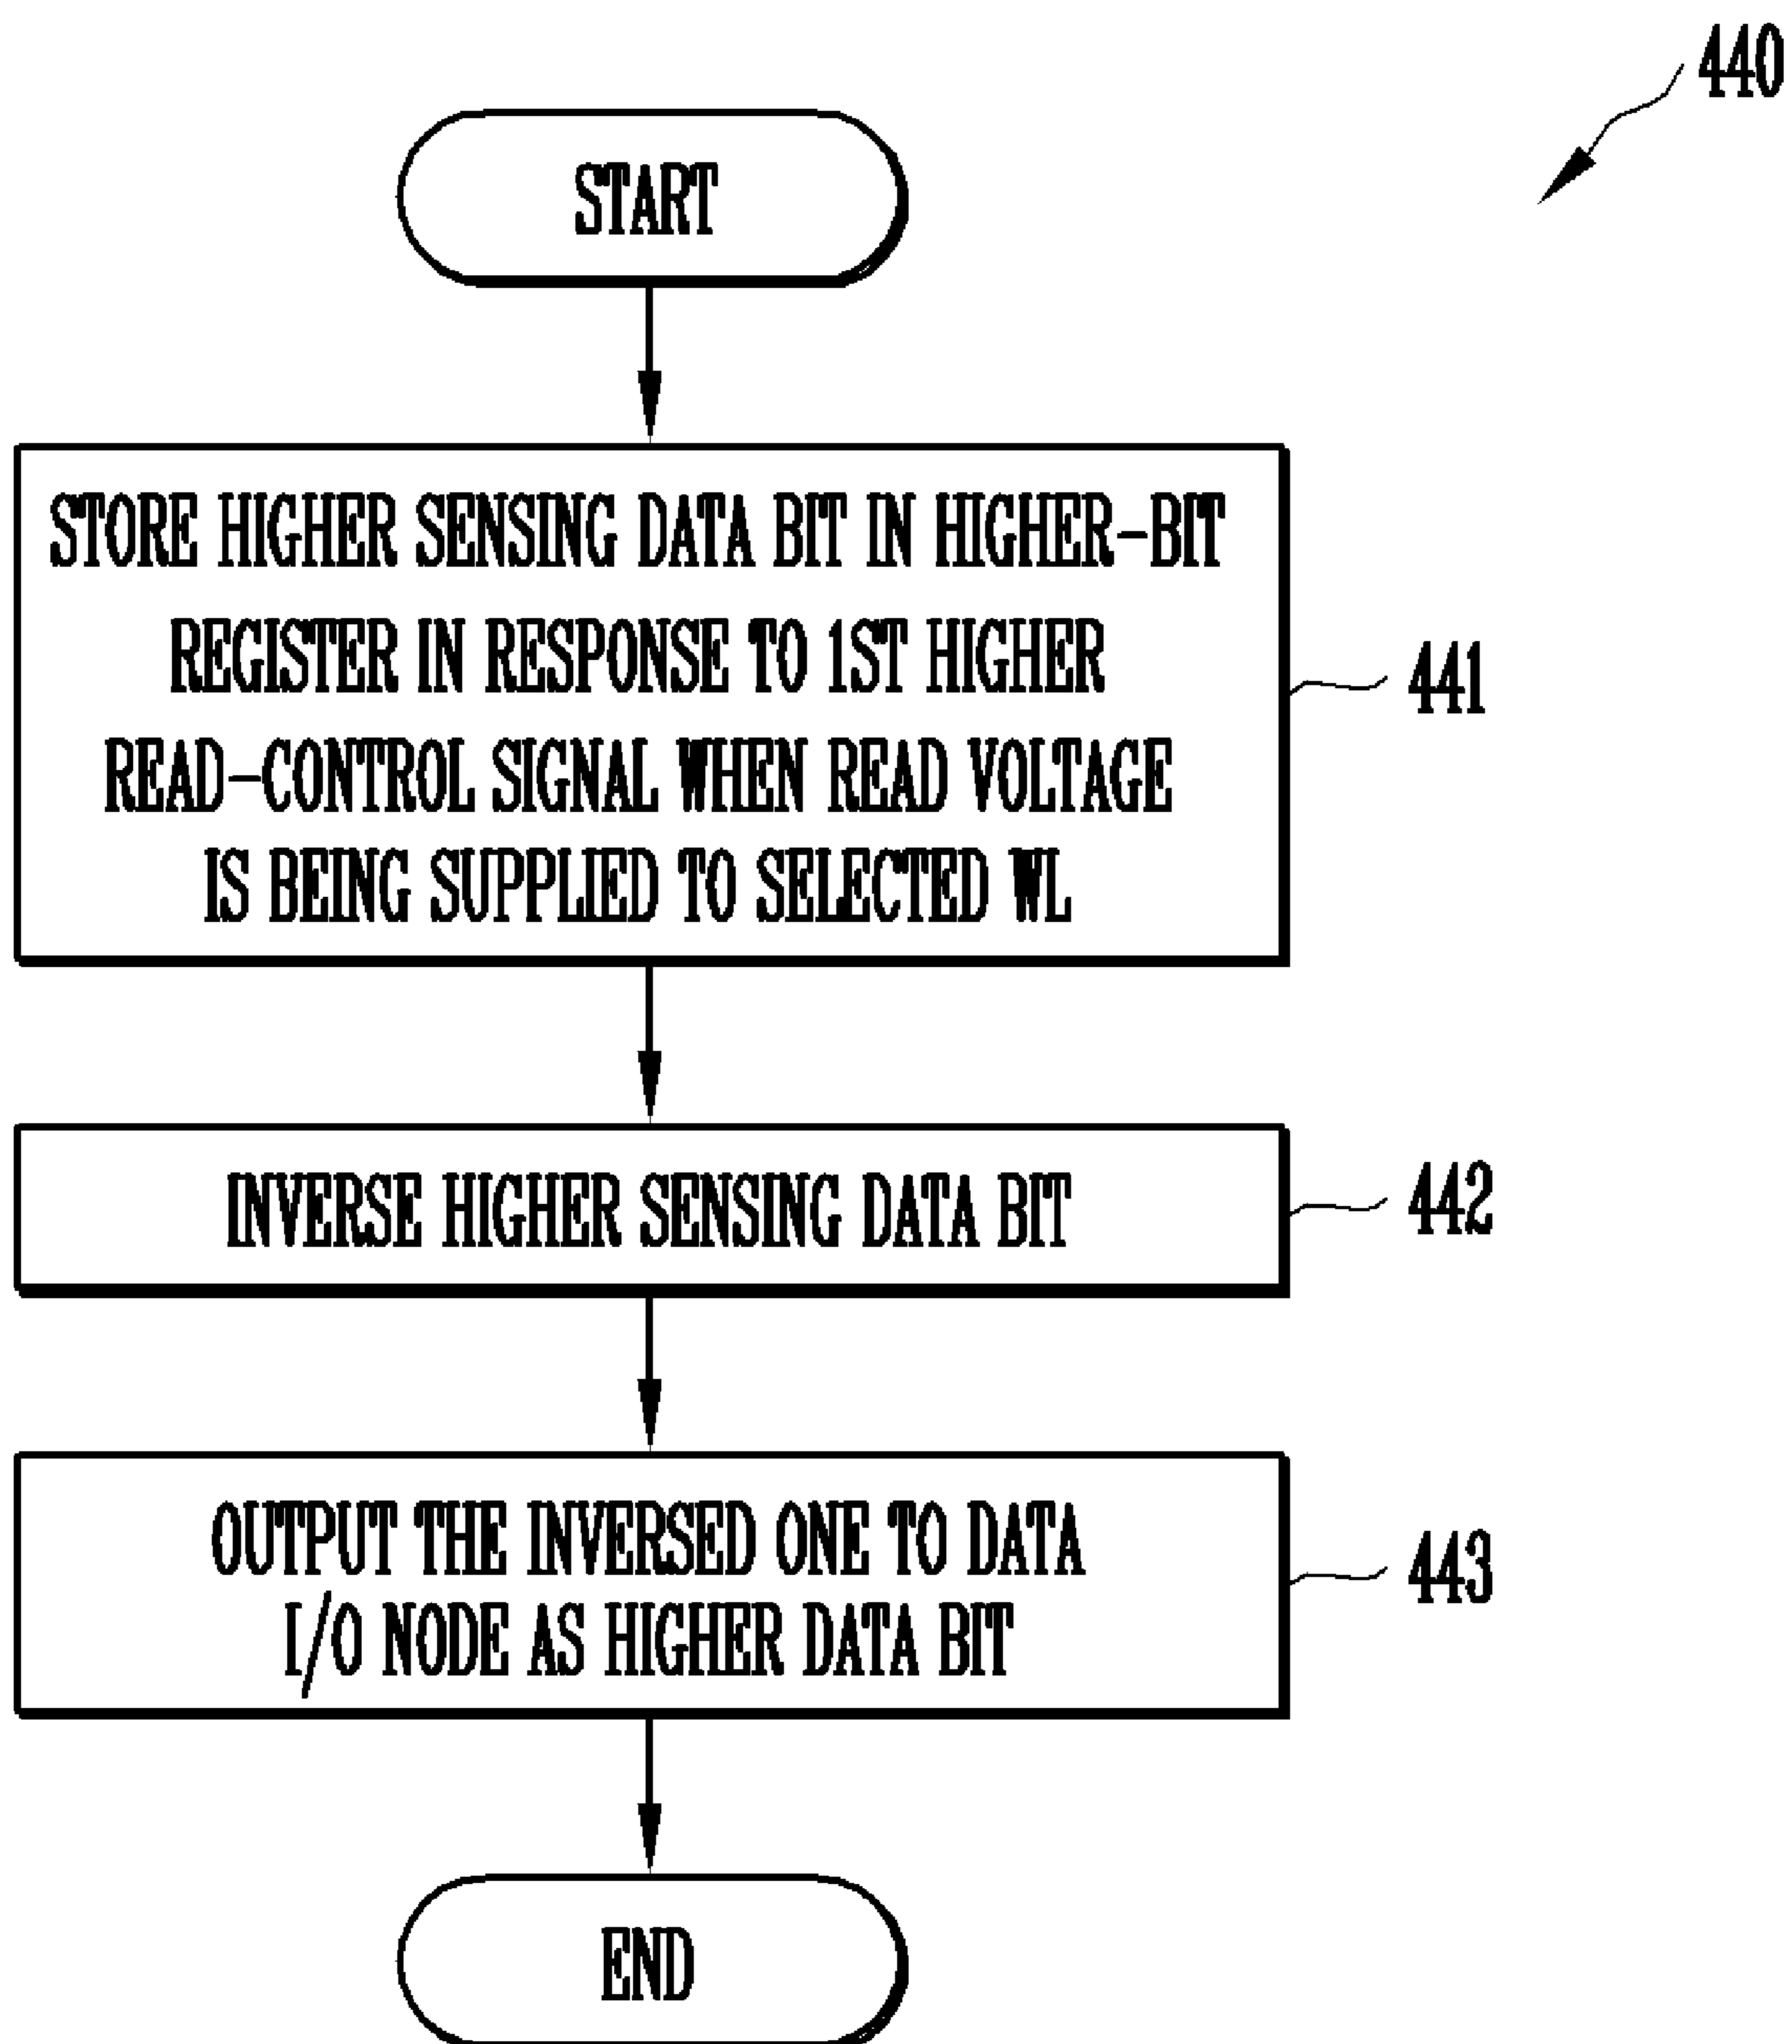 440
START
STORE HIGHER SENSING DATA BIT IN HIGHER-BIT
REGISTER IN RESPONSE TO 1ST HIGHER
READ-CONTROL SIGNAL WHEN READ VOLTAGE
IS BEING SUPPLIED TO SELECTED WL
441
INVERSE HIGHER SENSING DATA BIT
442
OUTPUT THE INVERSED ONE TO DATA
I/O NODE AS HIGHER DATA BIT
443
END